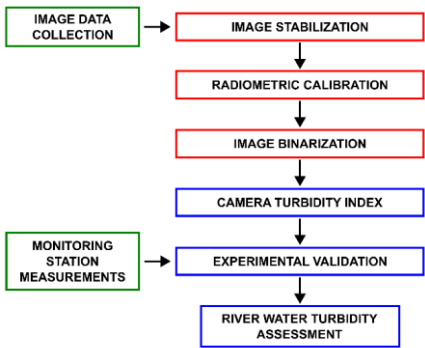 IMAGE DATA
COLLECTION
IMAGE STABILIZATION
RADIOMETRIC CALIBRATION
IMAGE BINARIZATION
CAMERA TURBIDITY INDEX
MONITORING
STATION
MEASUREMENTS
EXPERIMENTAL VALIDATION
RIVER WATER TURBIDITY
ASSESSMENT